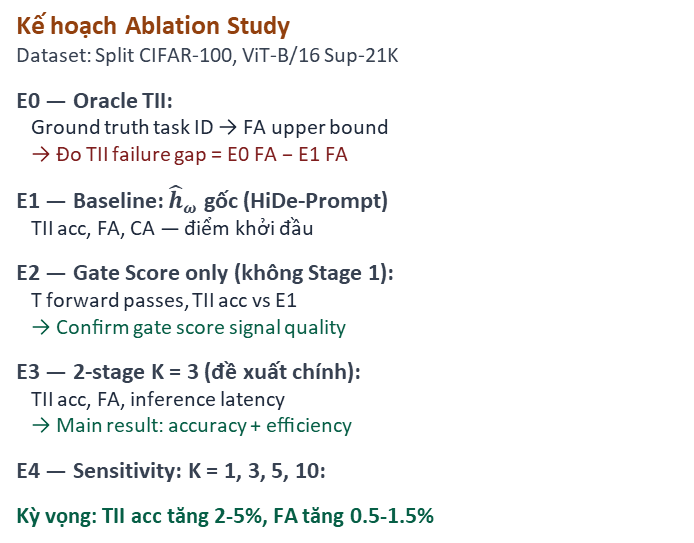 Kế hoạch Ablation Study
Dataset: Split CIFAR-100, ViT-B/16 Sup-21K
E0 — Oracle TII:
Ground truth task ID → FA upper bound
→ Đo TII failure gap = E0 FA − E1 FA
E1 — Baseline: ĥ_ω gốc (HiDe-Prompt)
TII acc, FA, CA — điểm khởi đầu
E2 — Gate Score only (không Stage 1):
T forward passes, TII acc vs E1
→ Confirm gate score signal quality
E3 — 2-stage K = 3 (đề xuất chính):
TII acc, FA, inference latency
→ Main result: accuracy + efficiency
E4 — Sensitivity: K = 1, 3, 5, 10:
Kỳ vọng: TII acc tăng 2-5%, FA tăng 0.5-1.5%